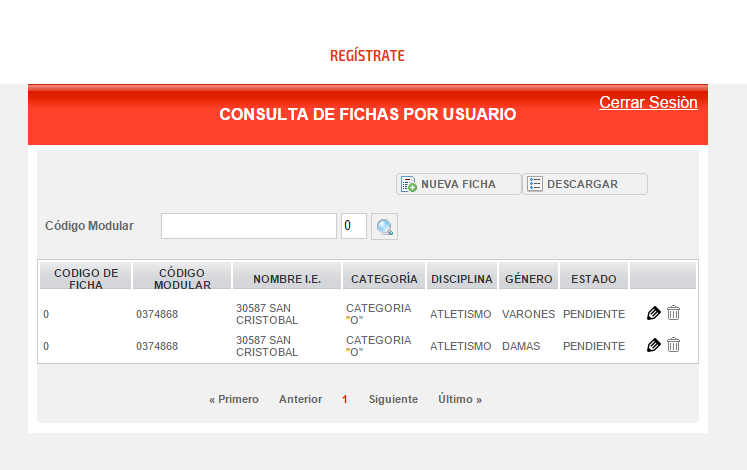 REGÍSTRATE
Cerrar Sesiòn
CONSULTA DE FICHAS POR USUARIO
NUEVA FICHA DESCARGAR
Código Modular 0
CODIGO DE FICHA CÓDIGO MODULAR NOMBRE I.E. CATEGORÍA DISCIPLINA GÉNERO ESTADO
0 0374868 30587 SAN CRISTOBAL CATEGORIA "O" ATLETISMO VARONES PENDIENTE
0 0374868 30587 SAN CRISTOBAL CATEGORIA "O" ATLETISMO DAMAS PENDIENTE
« Primero Anterior 1 Siguiente Último »